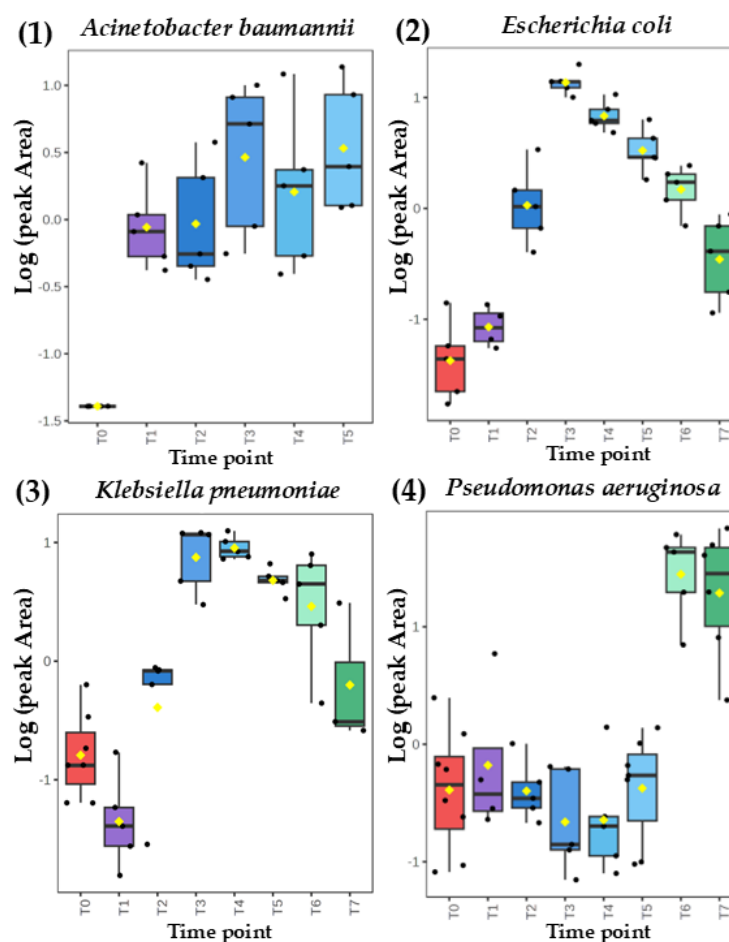 (1) Acinetobacter baumannii
Log (peak Area)
1.0
0.5
0.0
-0.5
-1.0
-1.5
T0 T1 T2 T3 T4 T5
Time point
(2) Escherichia coli
Log (peak Area)
1
0
-1
T0 T1 T2 T3 T4 T5 T6 T7
Time point
(3) Klebsiella pneumoniae
Log (peak Area)
1
0
-1
T0 T1 T2 T3 T4 T5 T6 T7
Time point
(4) Pseudomonas aeruginosa
Log (peak Area)
1
0
-1
T0 T1 T2 T3 T4 T5 T6 T7
Time point